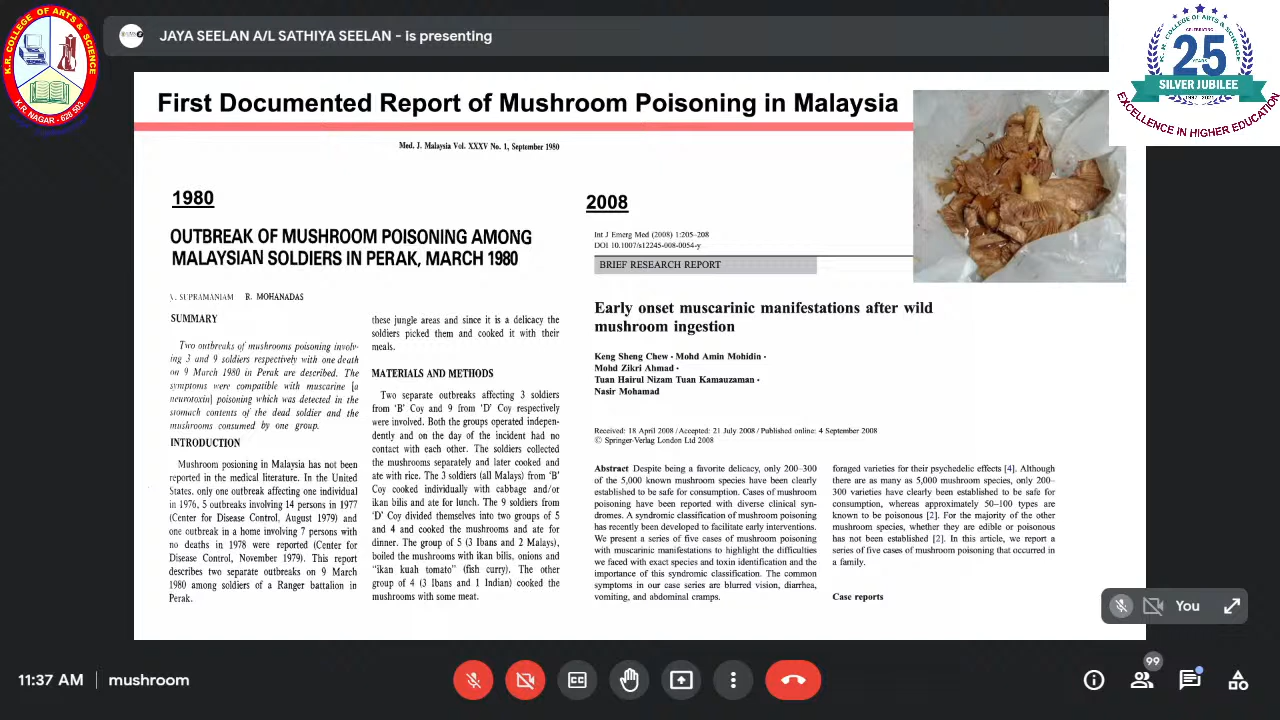 K.R. COLLEGE OF ARTS & SCIENCE
K.R. NAGAR - 628 503.
JAYA SEELAN A/L SATHIYA SEELAN - is presenting
K. R. COLLEGE OF ARTS & SCIENCE
CELEBRATING
25
YEARS
SILVER JUBILEE
EXCELLENCE IN HIGHER EDUCATION
First Documented Report of Mushroom Poisoning in Malaysia
Med. J. Malaysia Vol. XXXV No. 1, September 1980
1980
OUTBREAK OF MUSHROOM POISONING AMONG
MALAYSIAN SOLDIERS IN PERAK, MARCH 1980
SUPRAMANIAM R. MOHANADAS
SUMMARY
Two outbreaks of mushrooms poisoning involv-
ing 3 and 9 soldiers respectively with one death
on 9 March 1980 in Perak are described. The
symptoms were compatible with muscarine [a
neurotoxin] poisoning which was detected in the
stomach contents of the dead soldier and the
mushrooms consumed by one group.
INTRODUCTION
Mushroom posioning in Malaysia has not been
reported in the medical literature. In the United
States, only one outbreak affecting one individual
in 1976, 5 outbreaks involving 14 persons in 1977
(Center for Disease Control, August 1979) and
one outbreak in a home involving 7 persons with
no deaths in 1978 were reported (Center for
Disease Control, November 1979). This report
describes two separate outbreaks on 9 March
1980 among soldiers of a Ranger battalion in
Perak.
these jungle areas and since it is a delicacy the
soldiers picked them and cooked it with their
meals.
MATERIALS AND METHODS
Two separate outbreaks affecting 3 soldiers
from 'B' Coy and 9 from 'D' Coy respectively
were involved. Both the groups operated indepen-
dently and on the day of the incident had no
contact with each other. The soldiers collected
the mushrooms separately and later cooked and
ate with rice. The 3 soldiers (all Malays) from 'B'
Coy cooked individually with cabbage and/or
ikan bilis and ate for lunch. The 9 soldiers from
'D' Coy divided themselves into two groups of 5
and 4 and cooked the mushrooms and ate for
dinner. The group of 5 (3 Ibans and 2 Malays),
boiled the mushrooms with ikan bilis, onions and
"ikan kuah tomato" (fish curry). The other
group of 4 (3 Ibans and 1 Indian) cooked the
mushrooms with some meat.
2008
Int J Emerg Med (2008) 1:205–208
DOI 10.1007/s12245-008-0054-y
BRIEF RESEARCH REPORT
Early onset muscarinic manifestations after wild
mushroom ingestion
Keng Sheng Chew · Mohd Amin Mohidin ·
Mohd Zikri Ahmad ·
Tuan Hairul Nizam Tuan Kamauzaman ·
Nasir Mohamad
Received: 18 April 2008 / Accepted: 21 July 2008 / Published online: 4 September 2008
© Springer-Verlag London Ltd 2008
Abstract Despite being a favorite delicacy, only 200–300
of the 5,000 known mushroom species have been clearly
established to be safe for consumption. Cases of mushroom
poisoning have been reported with diverse clinical syn-
dromes. A syndromic classification of mushroom poisoning
has recently been developed to facilitate early interventions.
We present a series of five cases of mushroom poisoning
with muscarinic manifestations to highlight the difficulties
we faced with exact species and toxin identification and the
importance of this syndromic classification. The common
symptoms in our case series are blurred vision, diarrhea,
vomiting, and abdominal cramps.
foraged varieties for their psychedelic effects [4]. Although
there are as many as 5,000 mushroom species, only 200–
300 varieties have clearly been established to be safe for
consumption, whereas approximately 50–100 types are
known to be poisonous [2]. For the majority of the other
mushroom species, whether they are edible or poisonous
has not been established [2]. In this article, we report a
series of five cases of mushroom poisoning that occurred in
a family.
Case reports
You
11:37 AM | mushroom
CC
99